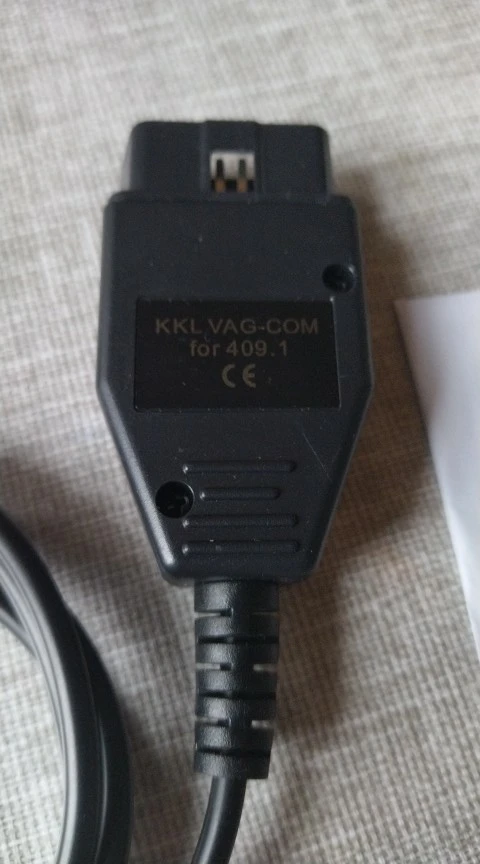 KKL VAG-COM
for 409.1
CE